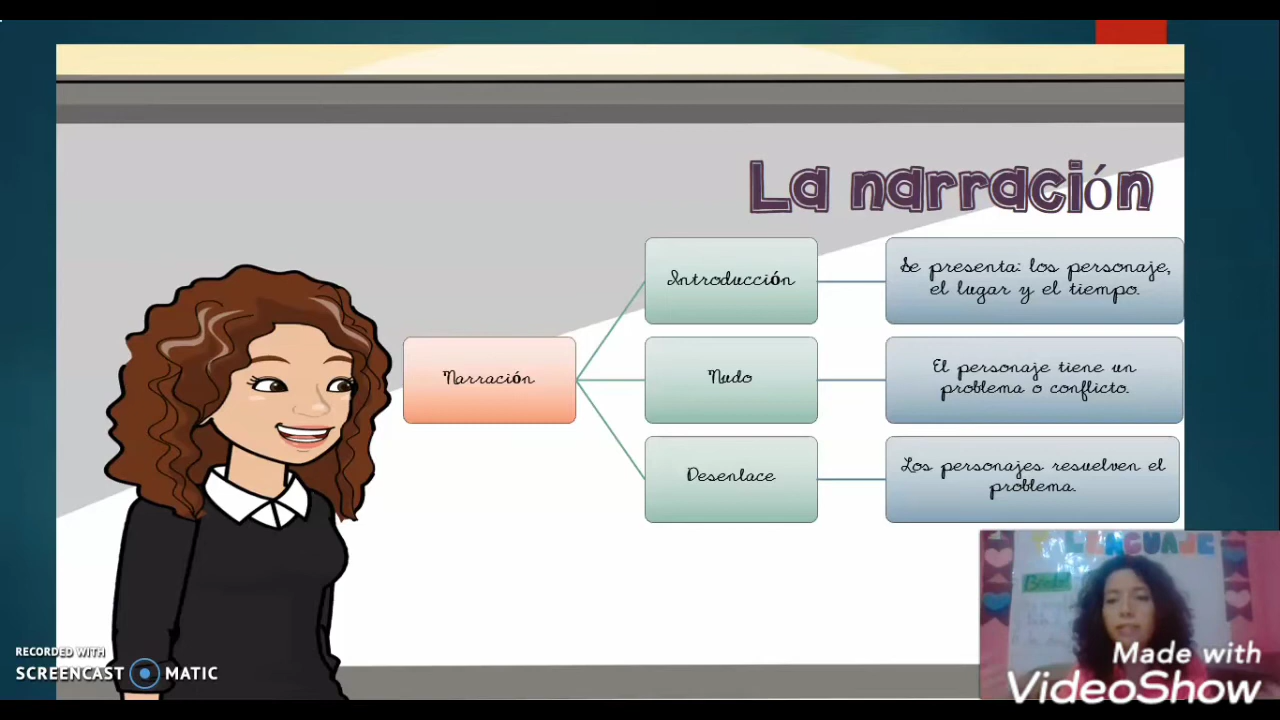 La narración
Introducción
Se presenta: los personaje,
el lugar y el tiempo.
Narración
Nudo
El personaje tiene un
problema o conflicto.
Desenlace
Los personajes resuelven el
problema.
LENGUAJE
RECORDED WITH
SCREENCAST MATIC
Made with
VideoShow